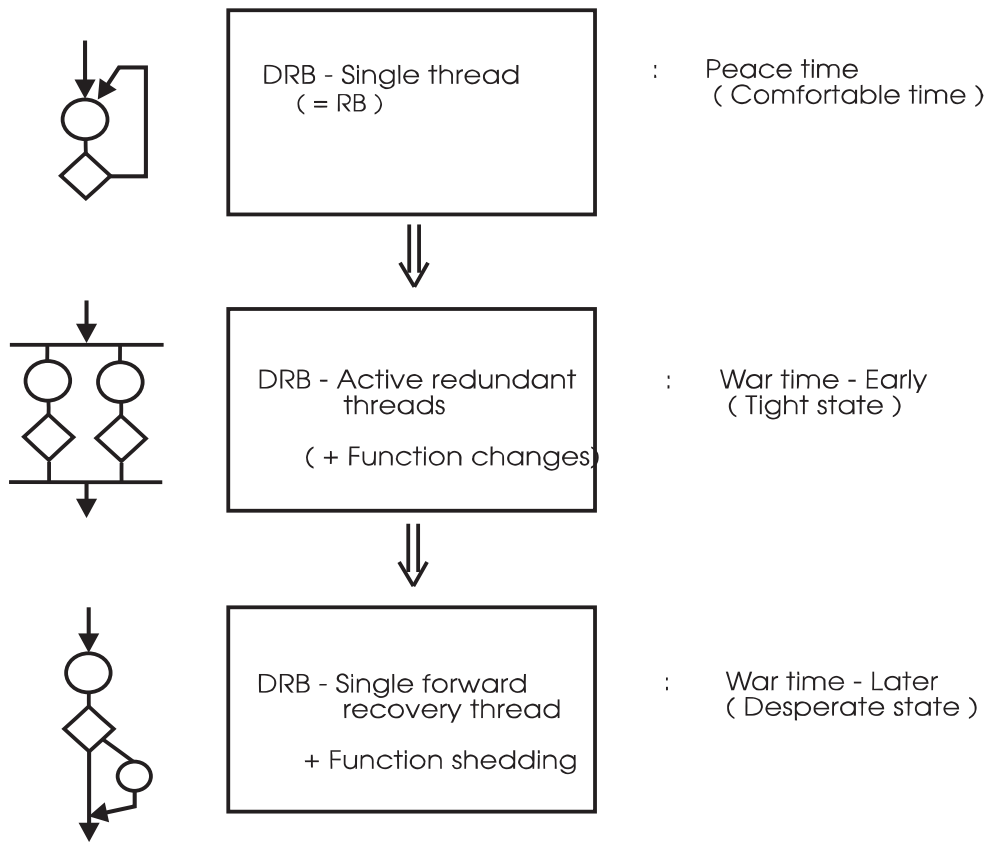 DRB - Single thread : Peace time
( = RB ) ( Comfortable time )
DRB - Active redundant : War time - Early
threads ( Tight state )
( + Function changes)
DRB - Single forward : War time - Later
recovery thread ( Desperate state )
+ Function shedding